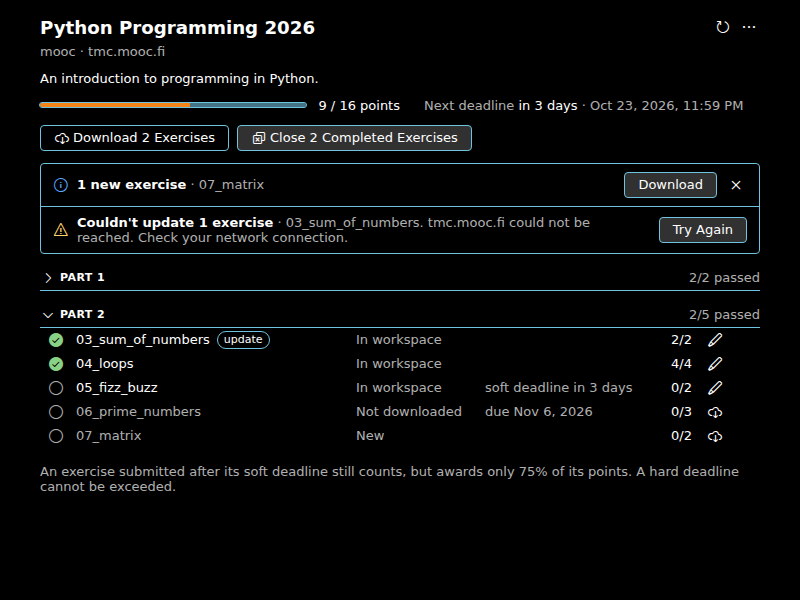 Python Programming 2026
mooc · tmc.mooc.fi
An introduction to programming in Python.
9 / 16 points Next deadline in 3 days · Oct 23, 2026, 11:59 PM
Download 2 Exercises Close 2 Completed Exercises
1 new exercise · 07_matrix Download
Couldn't update 1 exercise · 03_sum_of_numbers. tmc.mooc.fi could not be
reached. Check your network connection.
Try Again
PART 1 2/2 passed
PART 2 2/5 passed
03_sum_of_numbers update In workspace 2/2
04_loops In workspace 4/4
05_fizz_buzz In workspace soft deadline in 3 days 0/2
06_prime_numbers Not downloaded due Nov 6, 2026 0/3
07_matrix New 0/2
An exercise submitted after its soft deadline still counts, but awards only 75% of its points. A hard deadline
cannot be exceeded.